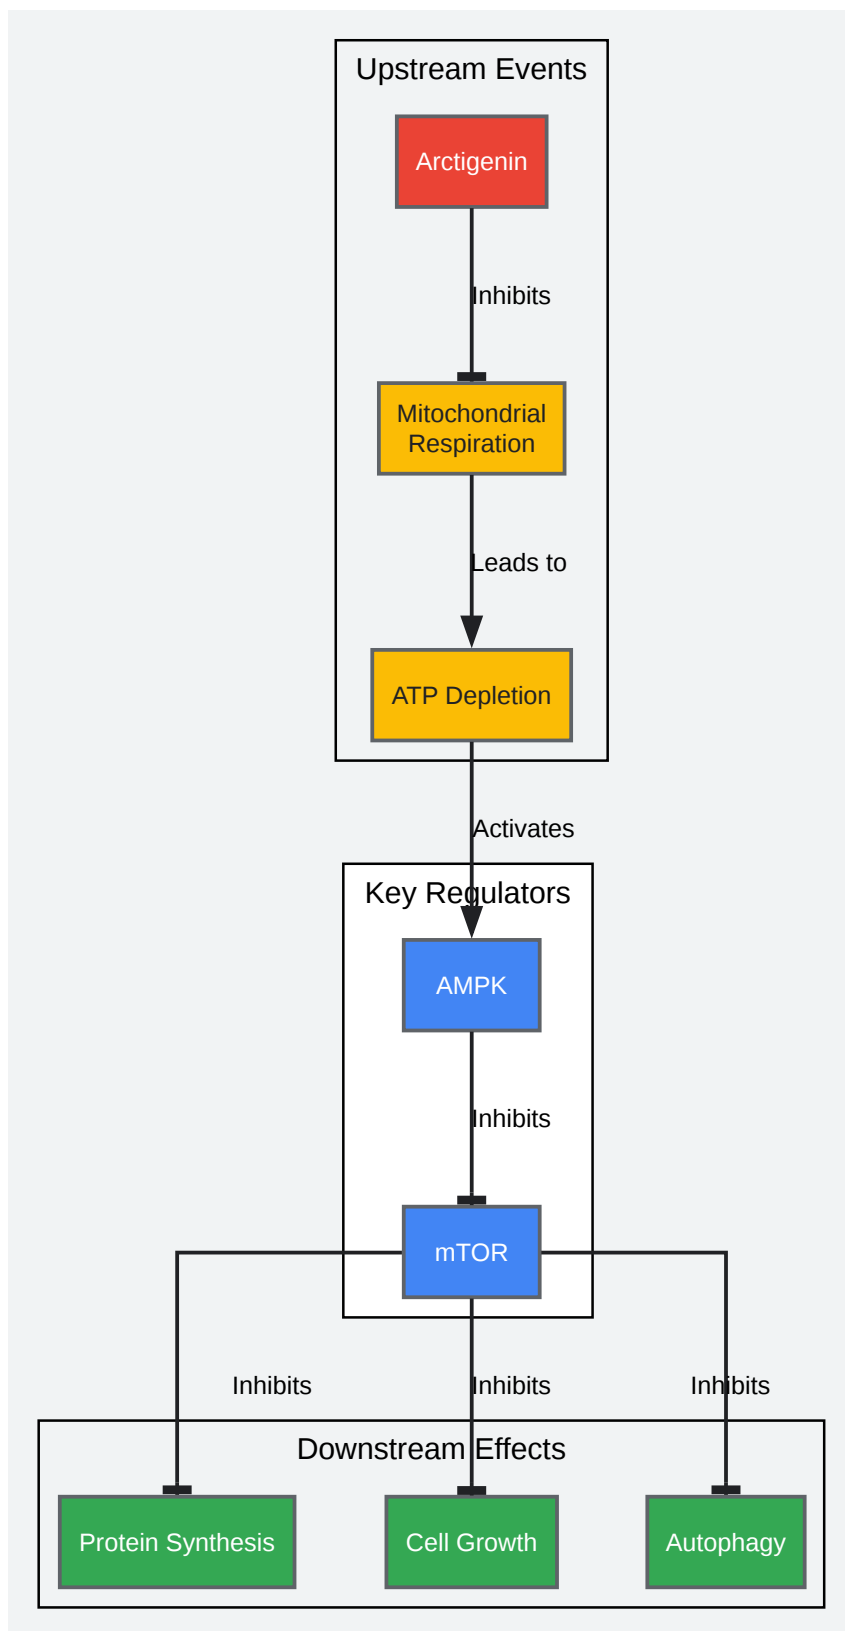 Upstream Events
Arctigenin
Inhibits
Mitochondrial
Respiration
Leads to
ATP Depletion
Activates
Key Regulators
AMPK
Inhibits
mTOR
Inhibits
Inhibits
Inhibits
Downstream Effects
Protein Synthesis
Cell Growth
Autophagy